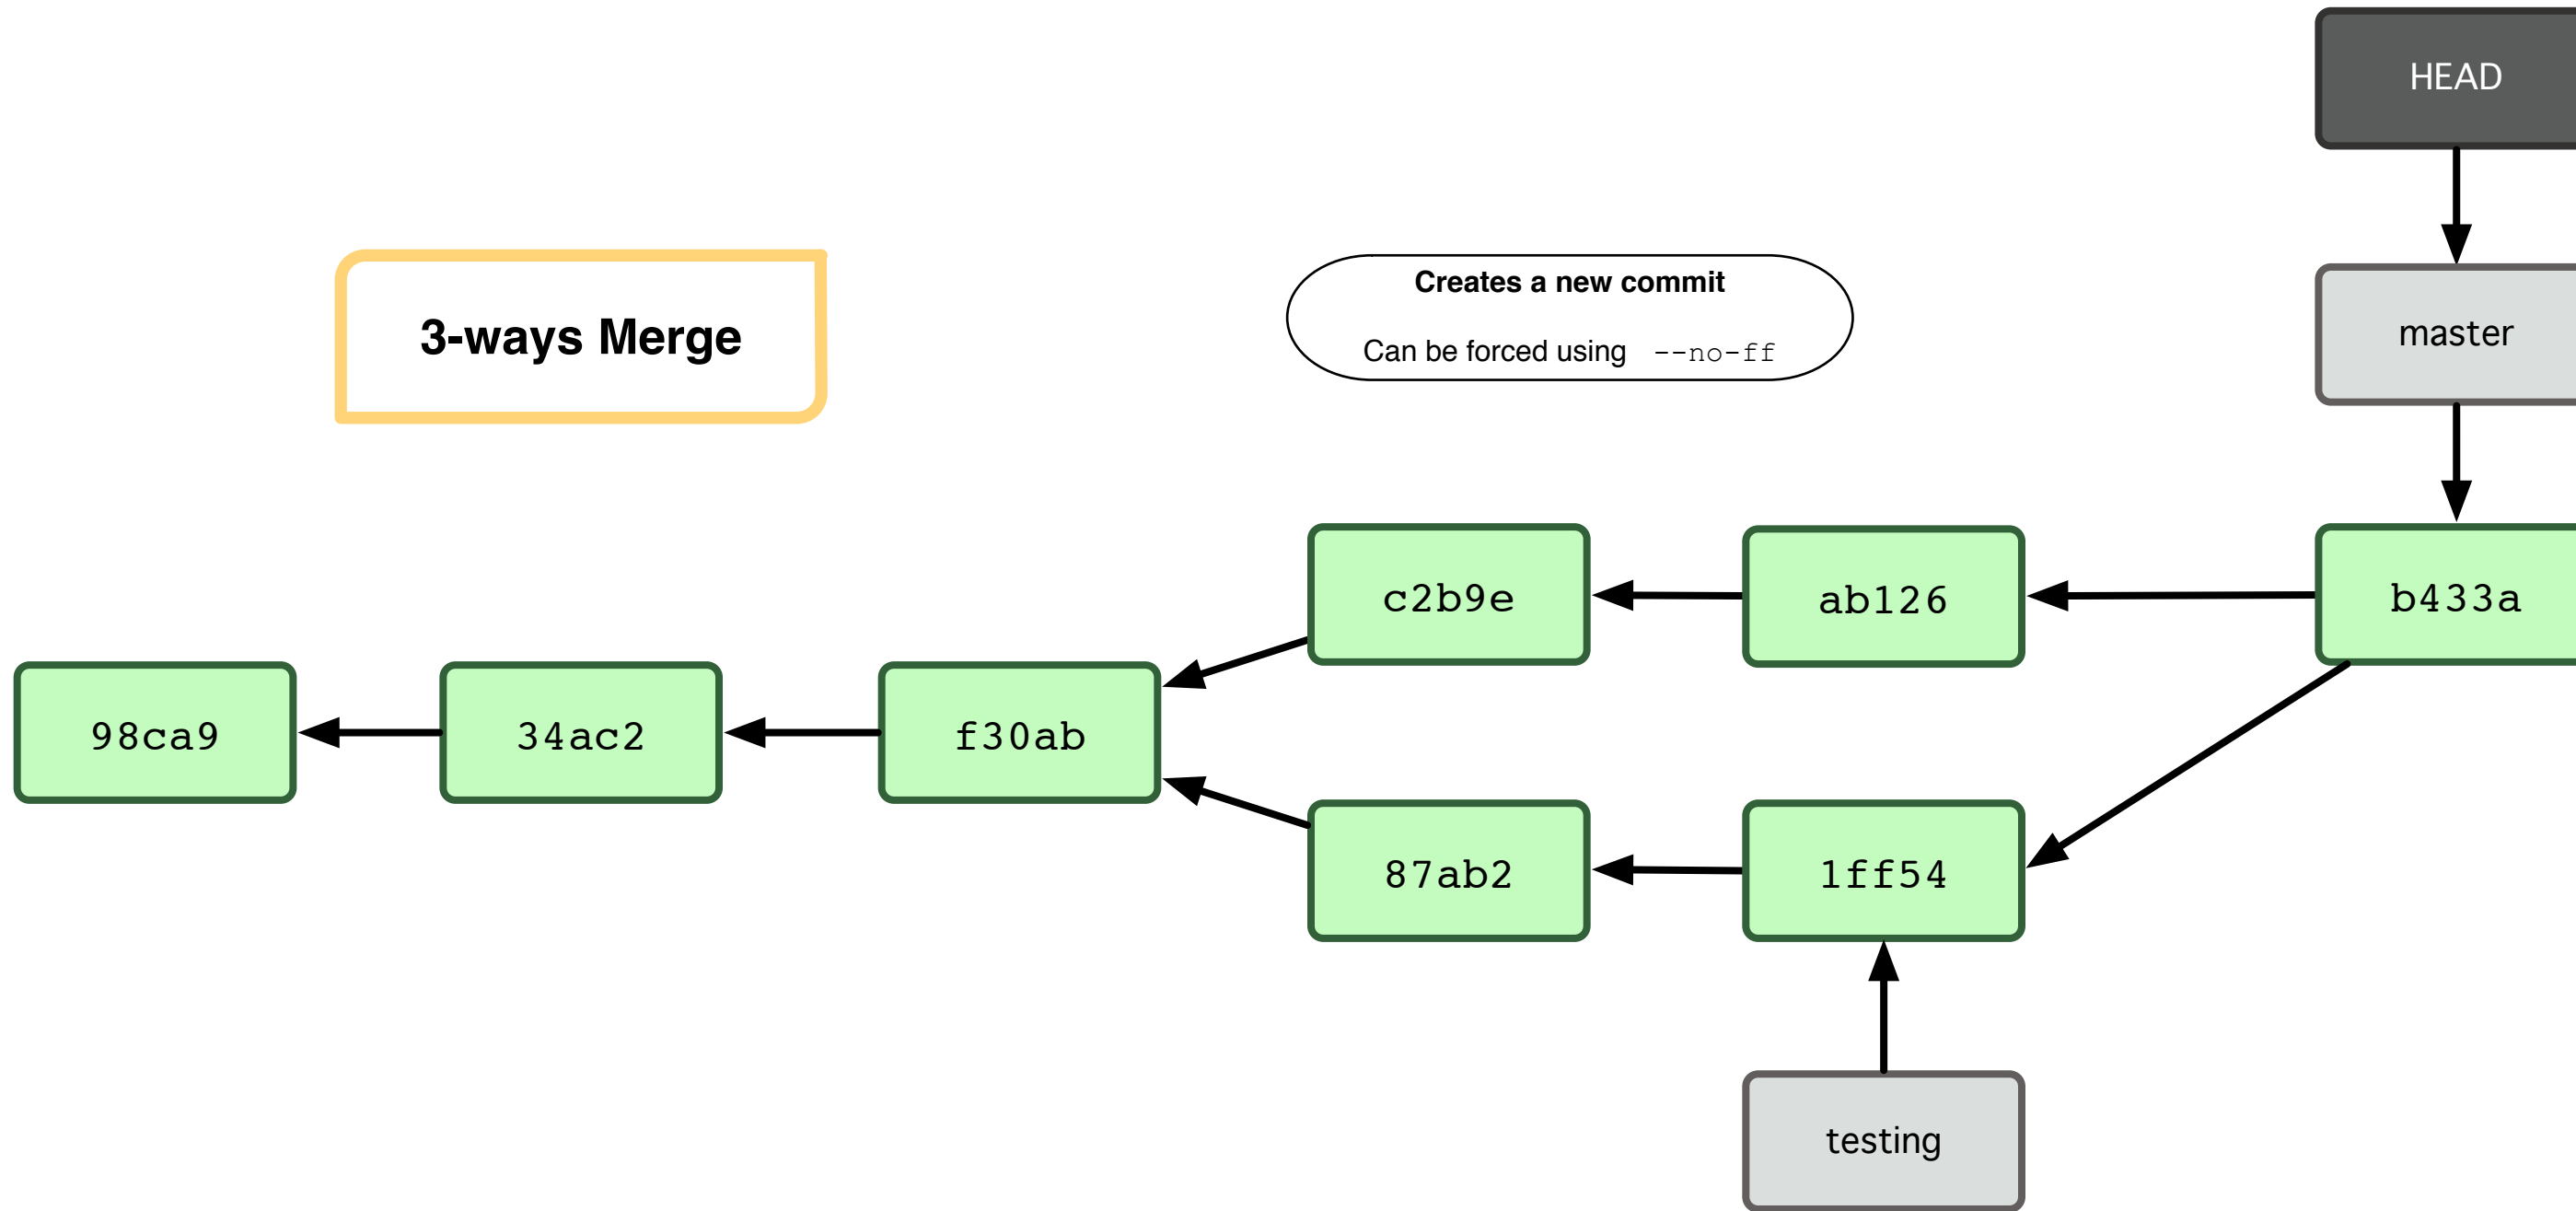 HEAD
3-ways Merge
Creates a new commit
Can be forced using --no-ff
master
c2b9e
ab126
b433a
98ca9
34ac2
f30ab
87ab2
1ff54
testing